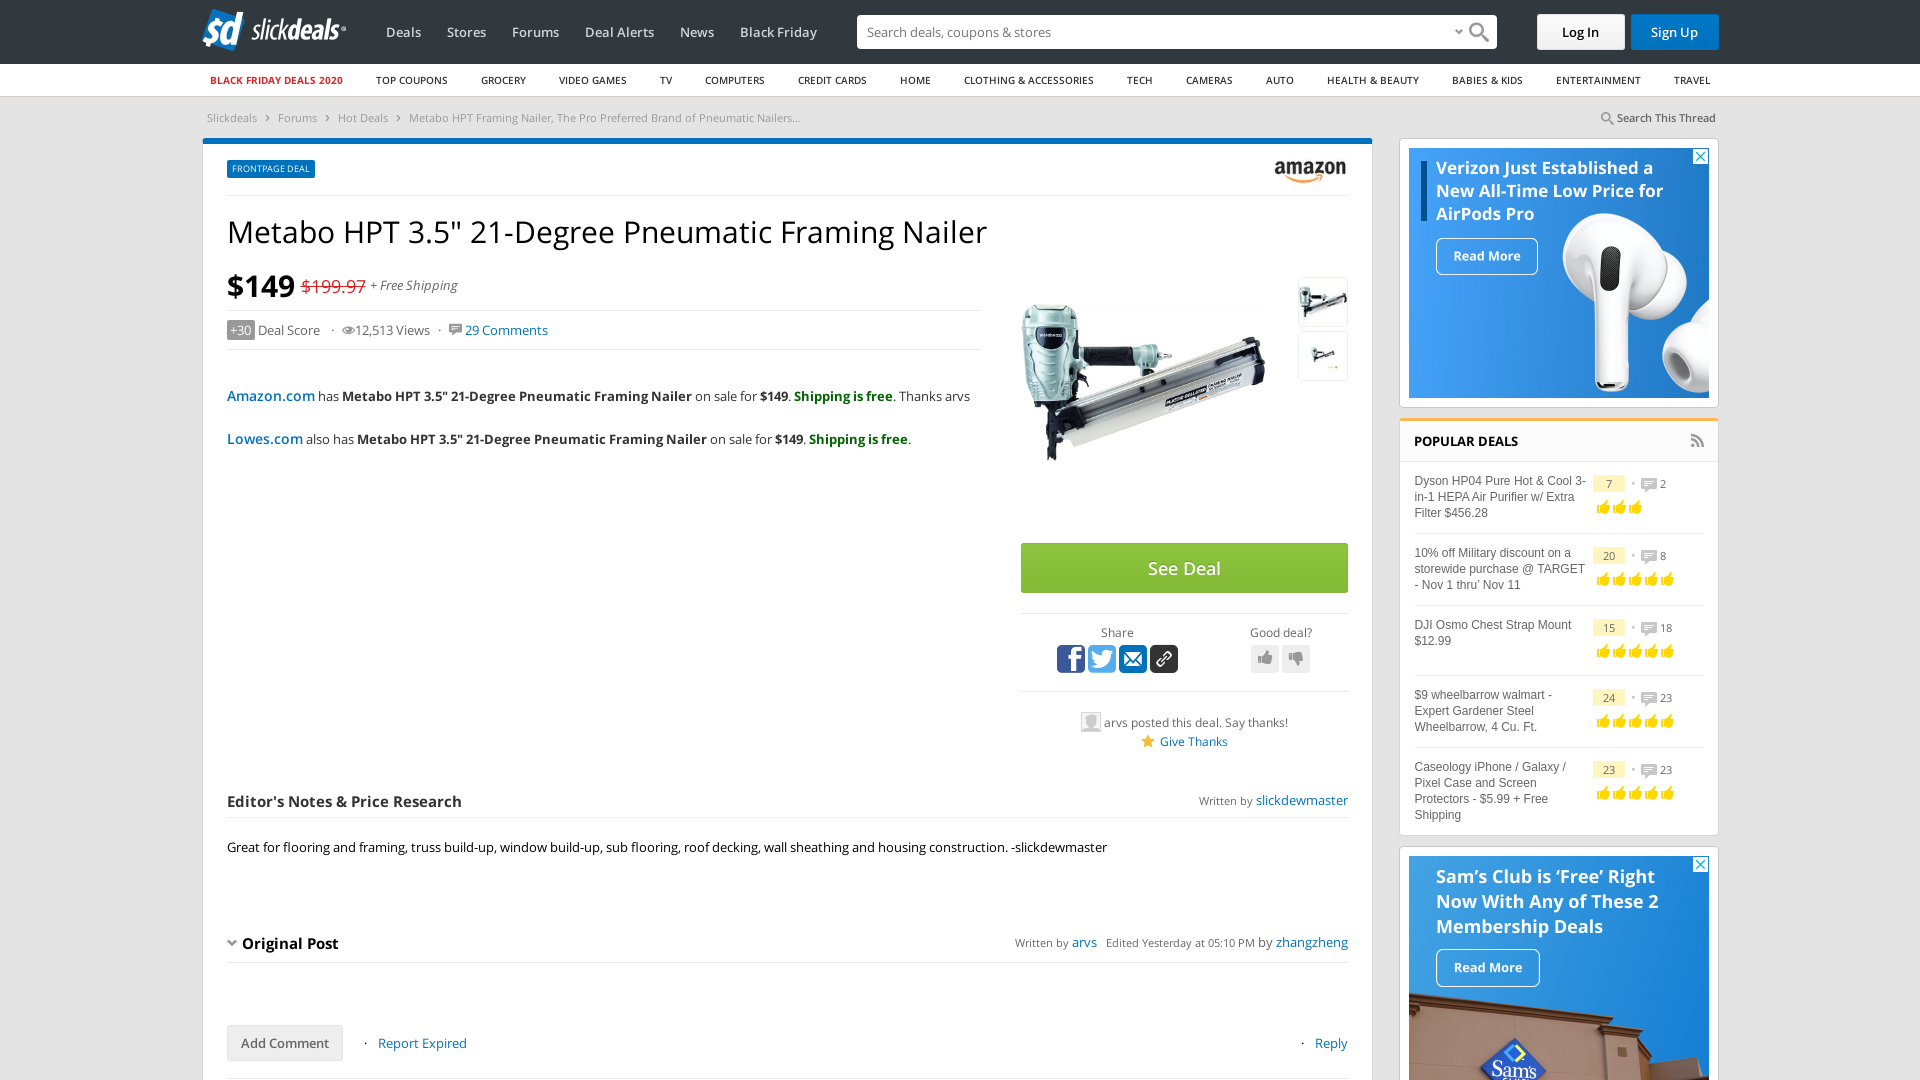 slickdeals
Deals
Stores
Forums
Deal Alerts
News
Black Friday
Search deals, coupons & stores
Log In
Sign Up
BLACK FRIDAY DEALS 2020
TOP COUPONS
GROCERY
VIDEO GAMES
TV
COMPUTERS
CREDIT CARDS
HOME
CLOTHING & ACCESSORIES
TECH
CAMERAS
AUTO
HEALTH & BEAUTY
BABIES & KIDS
ENTERTAINMENT
TRAVEL
Slickdeals › Forums › Hot Deals › Metabo HPT Framing Nailer, The Pro Preferred Brand of Pneumatic Nailers...
Search This Thread
FRONTPAGE DEAL
amazon
Metabo HPT 3.5" 21-Degree Pneumatic Framing Nailer
$149 $199.97 + Free Shipping
+30 Deal Score · 12,513 Views · 29 Comments
Amazon.com has Metabo HPT 3.5" 21-Degree Pneumatic Framing Nailer on sale for $149. Shipping is free. Thanks arvs
Lowes.com also has Metabo HPT 3.5" 21-Degree Pneumatic Framing Nailer on sale for $149. Shipping is free.
See Deal
Share
Good deal?
arvs posted this deal. Say thanks!
Give Thanks
Editor's Notes & Price Research
Written by slickdewmaster
Great for flooring and framing, truss build-up, window build-up, sub flooring, roof decking, wall sheathing and housing construction. -slickdewmaster
Original Post
Written by arvs Edited Yesterday at 05:10 PM by zhangzheng
Add Comment
· Report Expired
· Reply
Verizon Just Established a
New All-Time Low Price for
AirPods Pro
Read More
POPULAR DEALS
Dyson HP04 Pure Hot & Cool 3-
in-1 HEPA Air Purifier w/ Extra
Filter $456.28
7 • 2
10% off Military discount on a
storewide purchase @ TARGET
- Nov 1 thru' Nov 11
20 • 8
DJI Osmo Chest Strap Mount
$12.99
15 • 18
$9 wheelbarrow walmart -
Expert Gardener Steel
Wheelbarrow, 4 Cu. Ft.
24 • 23
Caseology iPhone / Galaxy /
Pixel Case and Screen
Protectors - $5.99 + Free
Shipping
23 • 23
Sam's Club is 'Free' Right
Now With Any of These 2
Membership Deals
Read More
Sam's